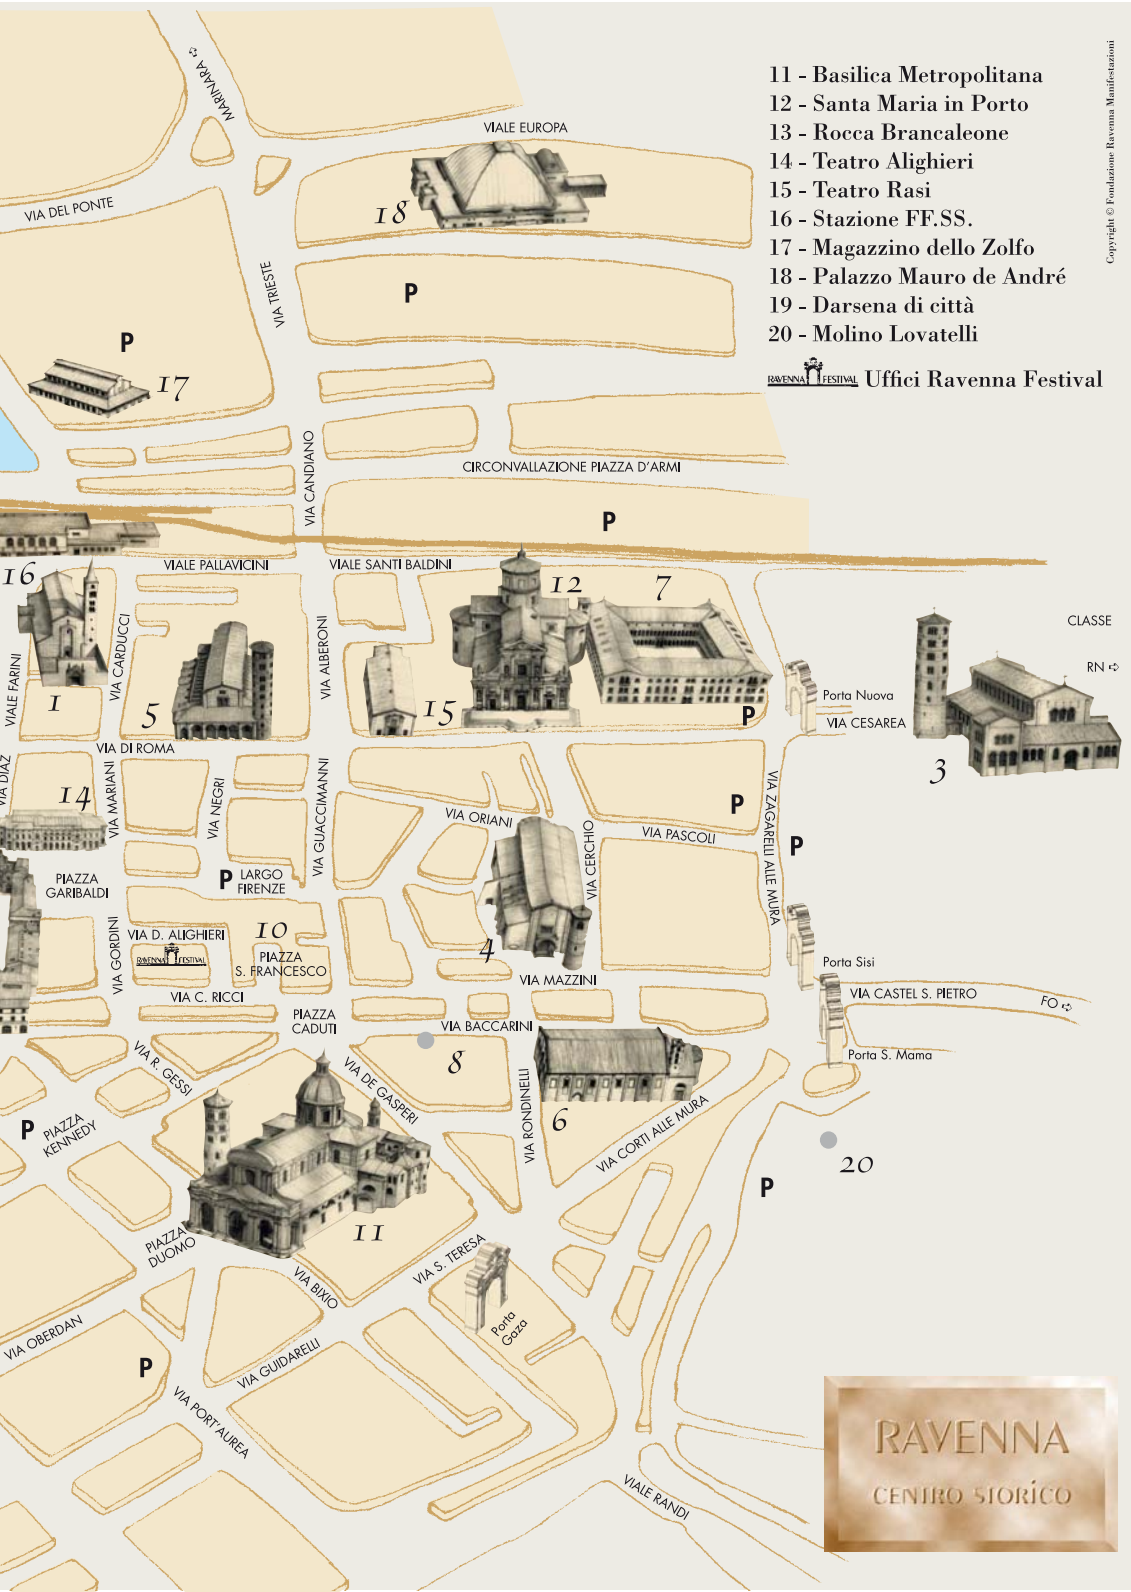 MARINARA
VIALE EUROPA
18
VIA DEL PONTE
VIA TRIESTE
P
P
17
11 - Basilica Metropolitana
12 - Santa Maria in Porto
13 - Rocca Brancaleone
14 - Teatro Alighieri
15 - Teatro Rasi
16 - Stazione FF.SS.
17 - Magazzino dello Zolfo
18 - Palazzo Mauro de André
19 - Darsena di città
20 - Molino Lovatelli
RAVENNA FESTIVAL Uffici Ravenna Festival
Copyright © Fondazione Ravenna Manifestazioni
VIA CANDIANO
CIRCONVALLAZIONE PIAZZA D'ARMI
P
16
VIALE PALLAVICINI
VIALE SANTI BALDINI
12
7
CLASSE
RN
VIALE FARINI
1
VIA CARDUCCI
5
VIA ALBERONI
15
P
Porta Nuova
VIA CESAREA
3
VIA DI ROMA
VIA DIAZ
14
VIA MARIANI
VIA NEGRI
VIA GUACCIMANNI
VIA ORIANI
VIA CERCHIO
VIA PASCOLI
P
VIA ZAGARELLI ALLE MURA
P
PIAZZA
GARIBALDI
P
LARGO
FIRENZE
VIA GORDINI
VIA D. ALIGHIERI
10
RAVENNA FESTIVAL
PIAZZA
S. FRANCESCO
4
VIA MAZZINI
Porta Sisi
VIA C. RICCI
VIA CASTEL S. PIETRO
FO
PIAZZA
CADUTI
VIA BACCARINI
8
Porta S. Mama
VIA R. GESSI
VIA DE GASPERI
VIA RONDINELLI
6
VIA CORTI ALLE MURA
P
PIAZZA
KENNEDY
20
P
11
PIAZZA
DUOMO
VIA S. TERESA
VIA BIXIO
Porta
Gaza
VIA OBERDAN
P
VIA GUIDARELLI
VIA PORT'AUREA
VIALE RANDI
RAVENNA
CENTRO STORICO